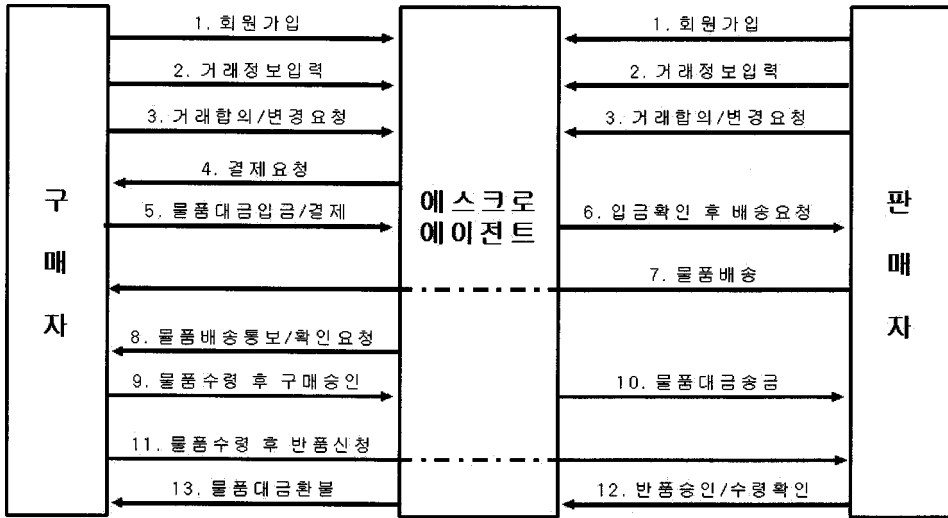 1. 회원가입
1. 회원가입
2. 거래정보입력
2. 거래정보입력
3. 거래합의/변경요청
3. 거래합의/변경요청
4. 결제요청
구매자
에스크로
에이전트
판매자
5. 물품대금입금/결제
6. 입금확인 후 배송요청
7. 물품배송
8. 물품배송통보/확인요청
9. 물품수령 후 구매승인
10. 물품대금송금
11. 물품수령 후 반품신청
12. 반품승인/수령확인
13. 물품대금환불